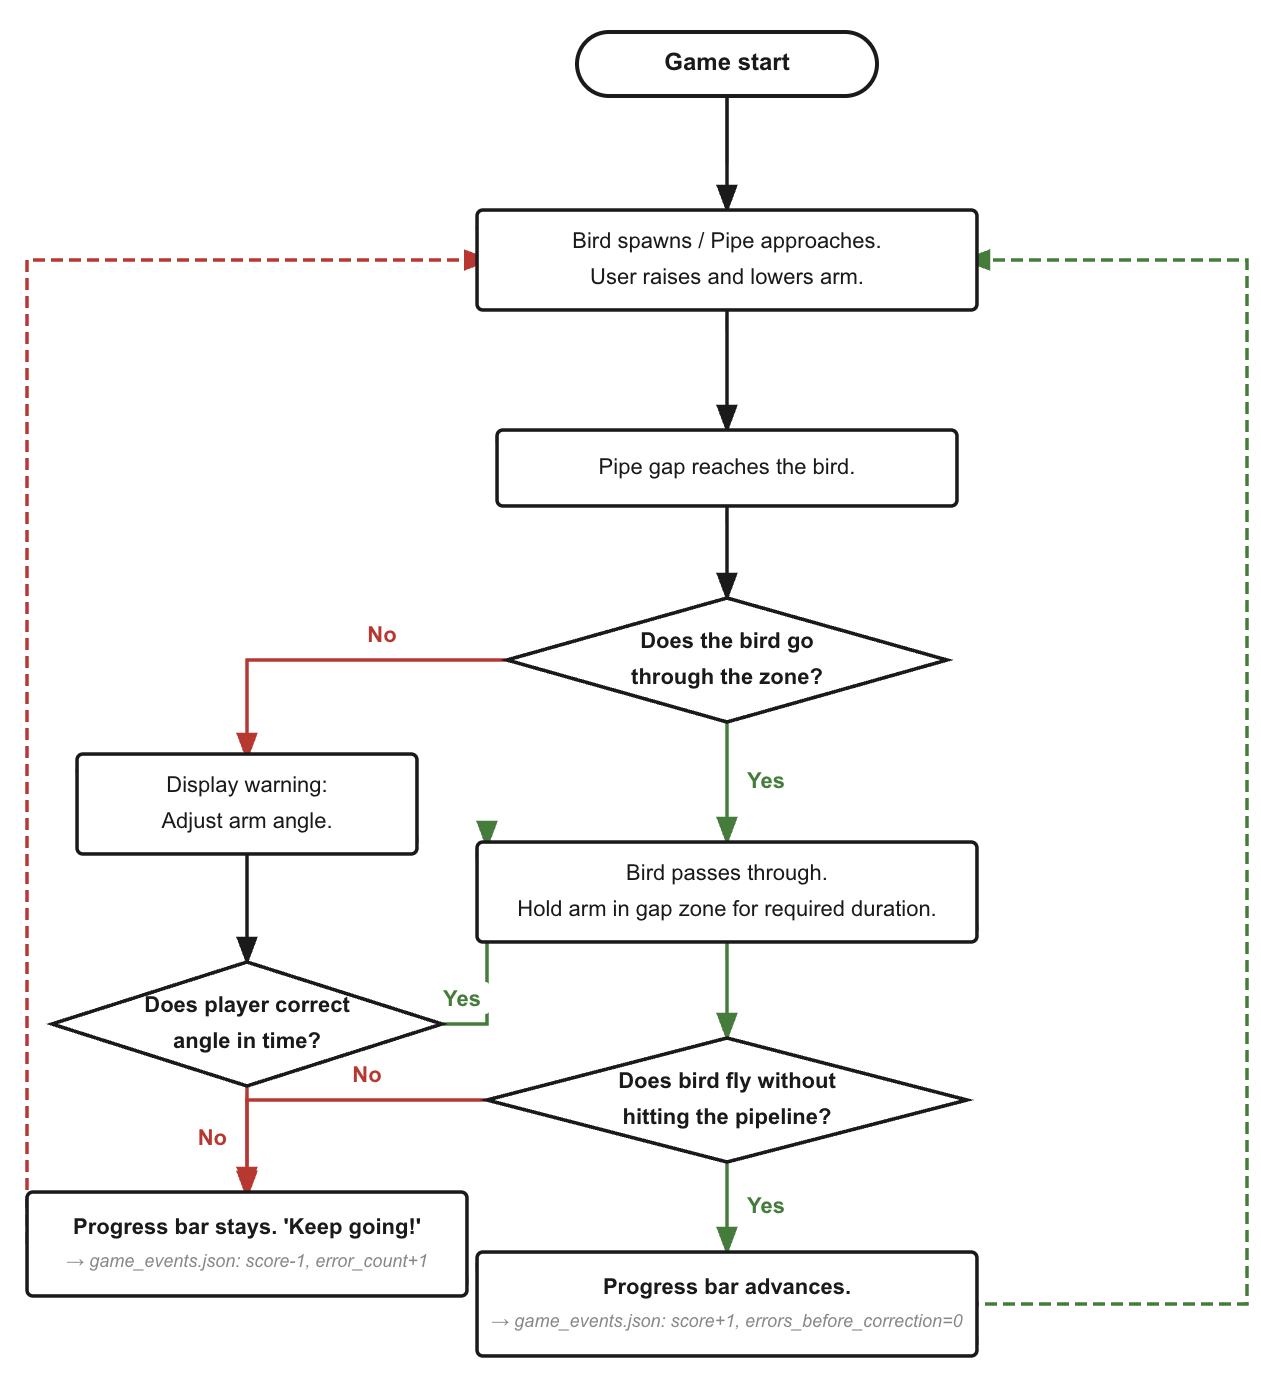 Game start
Bird spawns / Pipe approaches.
User raises and lowers arm.
Pipe gap reaches the bird.
Does the bird go
through the zone?
No
Yes
Display warning:
Adjust arm angle.
Bird passes through.
Hold arm in gap zone for required duration.
Does player correct
angle in time?
Yes
No
Does bird fly without
hitting the pipeline?
No
Yes
Progress bar stays. 'Keep going!'
→ game_events.json: score-1, error_count+1
Progress bar advances.
→ game_events.json: score+1, errors_before_correction=0